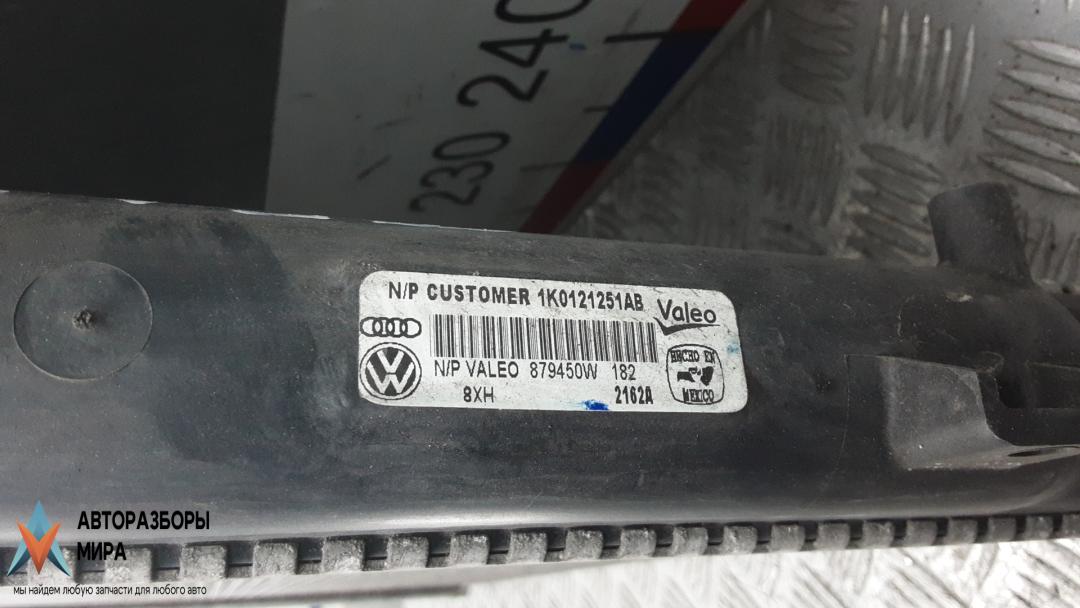 230 240
N/P CUSTOMER 1K0121251AB
Valeo
N/P VALEO 879450W 182
8XH 2162A
HECHO EN
MEXICO
АВТОРАЗБОРЫ
МИРА
мы найдем любую запчасти для любого авто